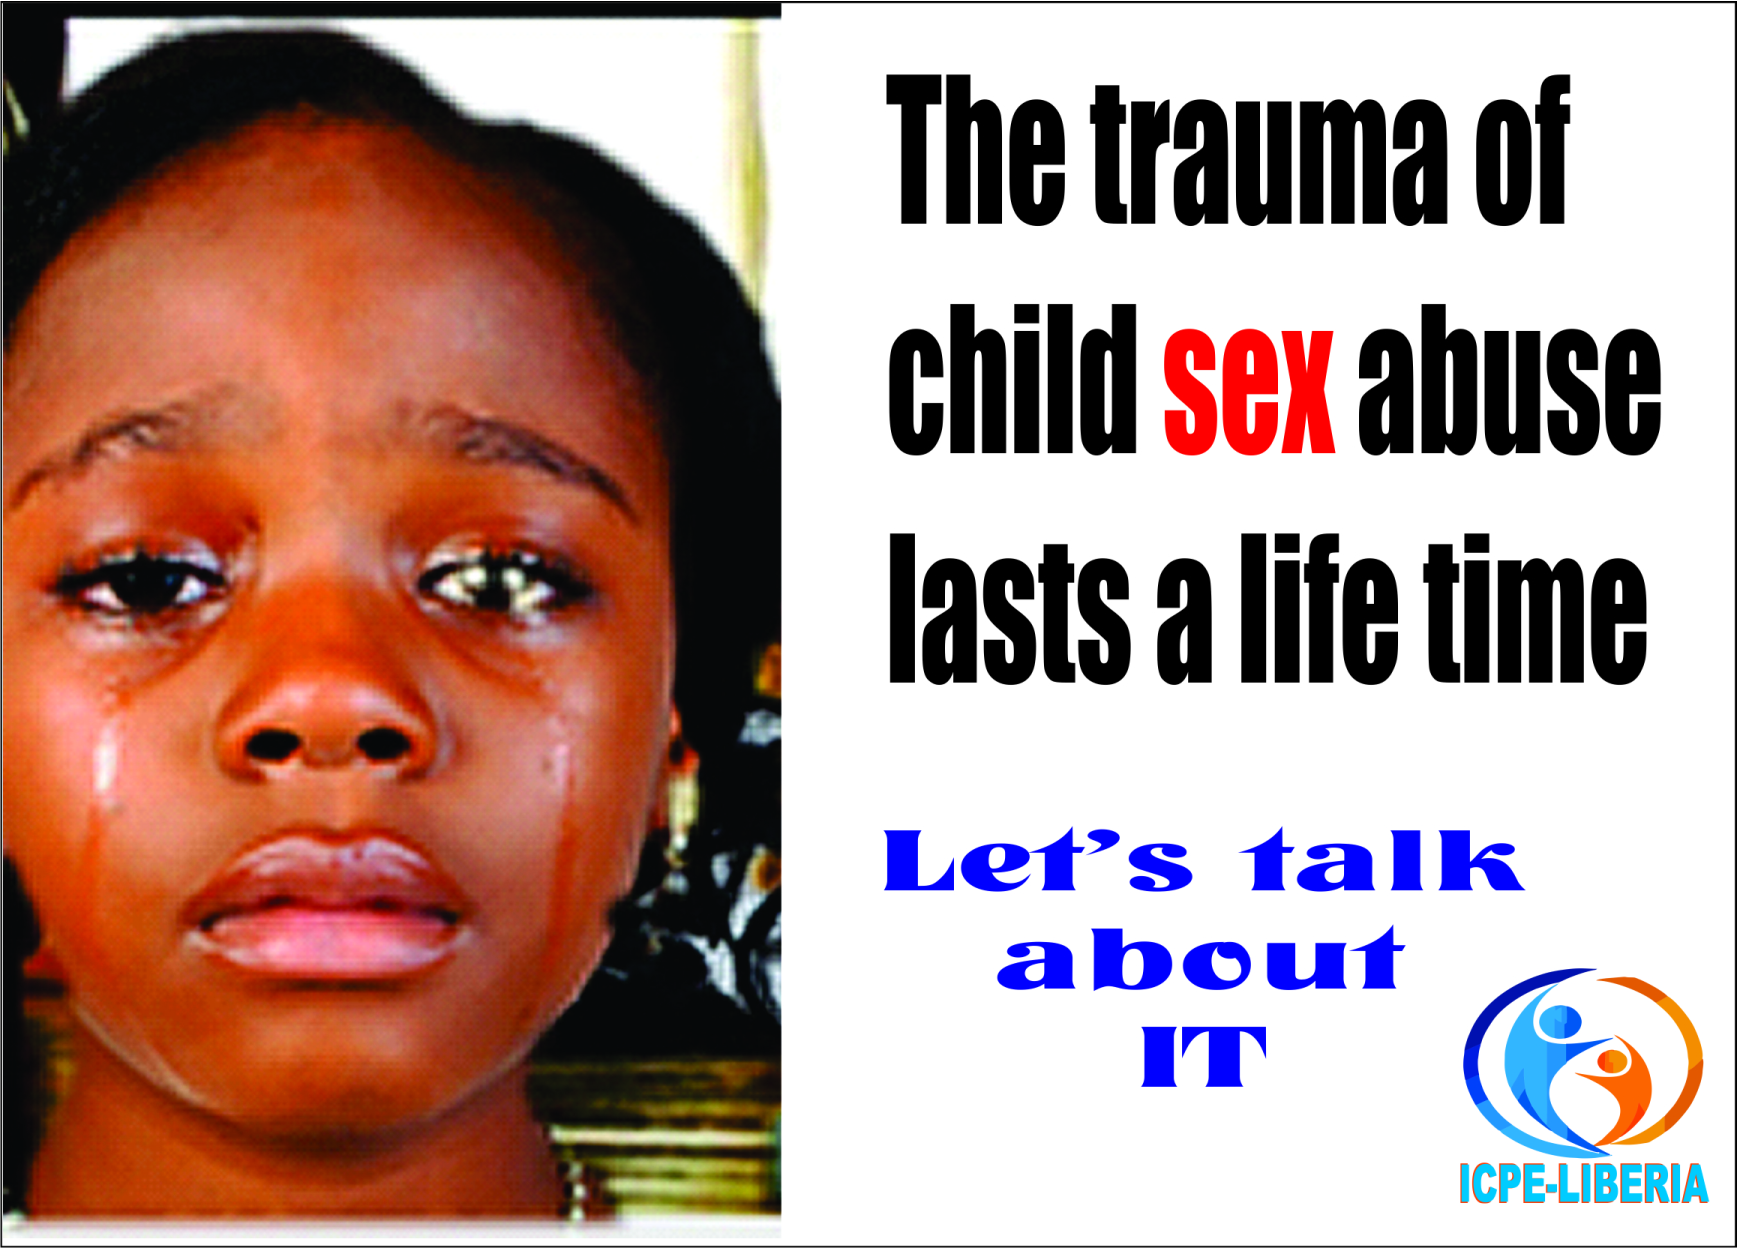 The trauma of
child sex abuse
lasts a life time
Let's talk
about
IT
ICPE-LIBERIA